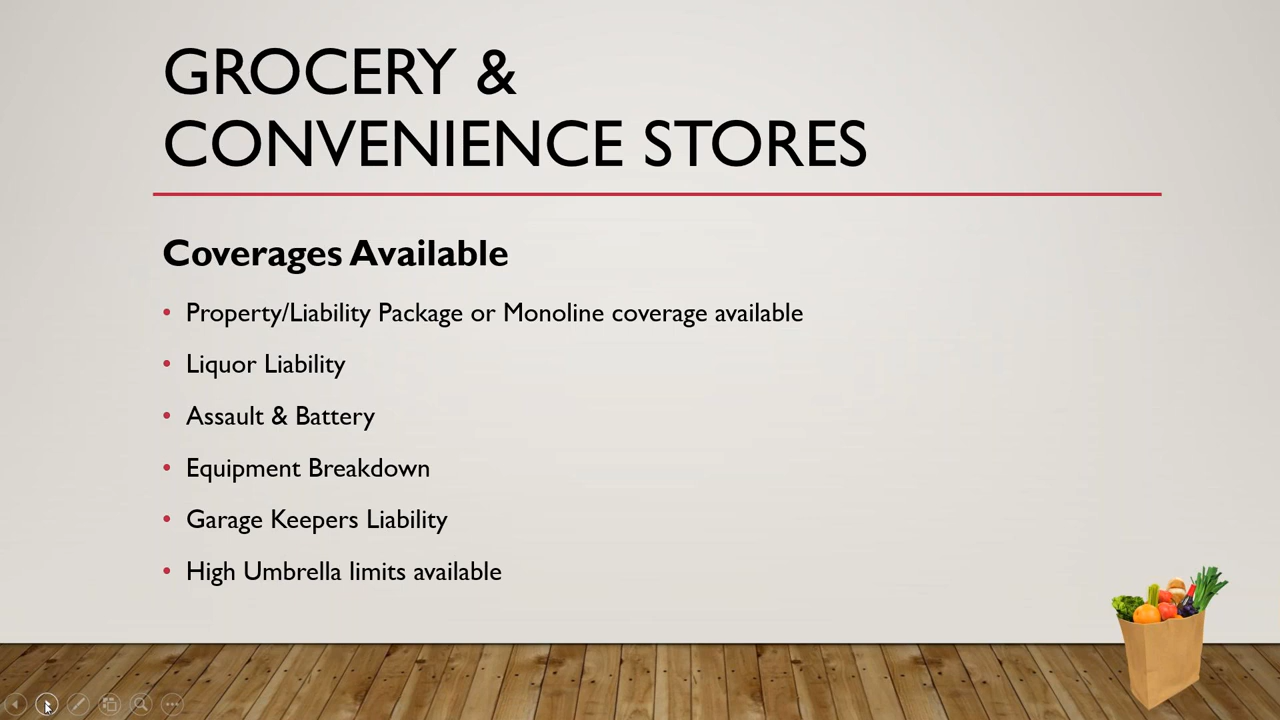 GROCERY &
CONVENIENCE STORES
Coverages Available
• Property/Liability Package or Monoline coverage available
• Liquor Liability
• Assault & Battery
• Equipment Breakdown
• Garage Keepers Liability
• High Umbrella limits available